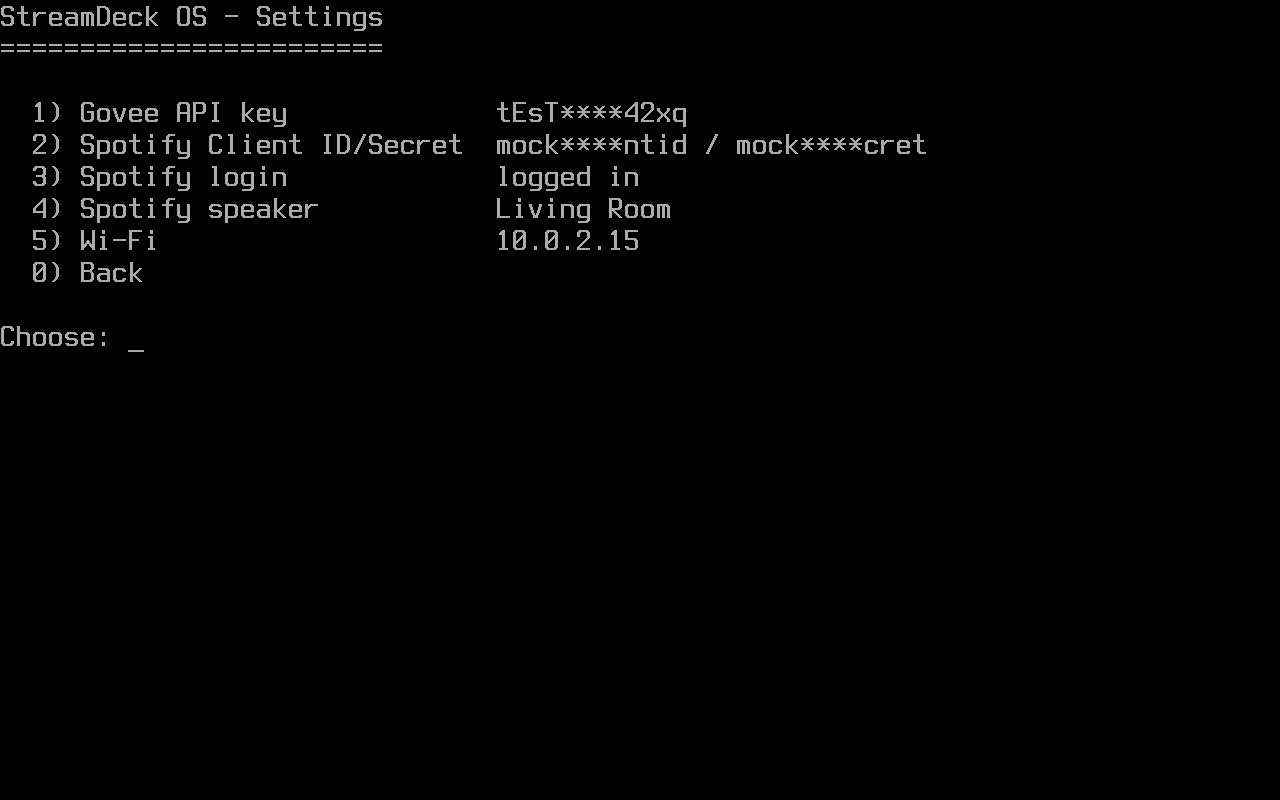 StreamDeck OS - Settings
========================
1) Govee API key tEsT****42xq
2) Spotify Client ID/Secret mock****ntid / mock****cret
3) Spotify login logged in
4) Spotify speaker Living Room
5) Wi-Fi 10.0.2.15
0) Back
Choose: _